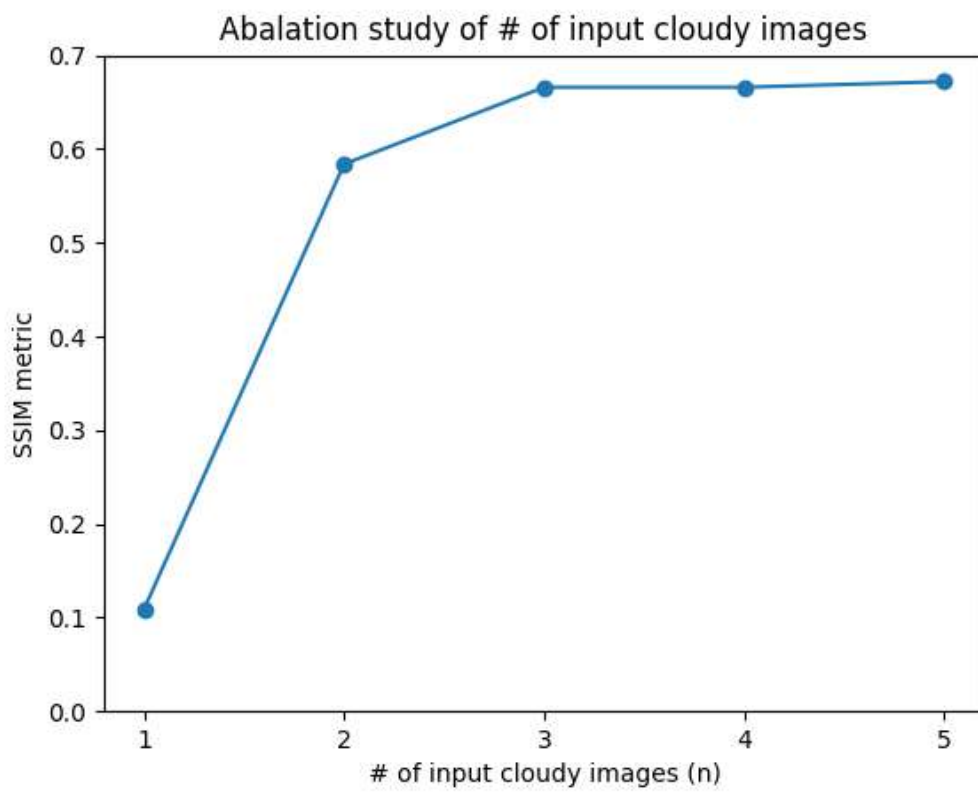 Abalation study of # of input cloudy images
0.7
0.6
0.5
0.4
0.3
0.2
0.1
0.0
SSIM metric
1 2 3 4 5
# of input cloudy images (n)